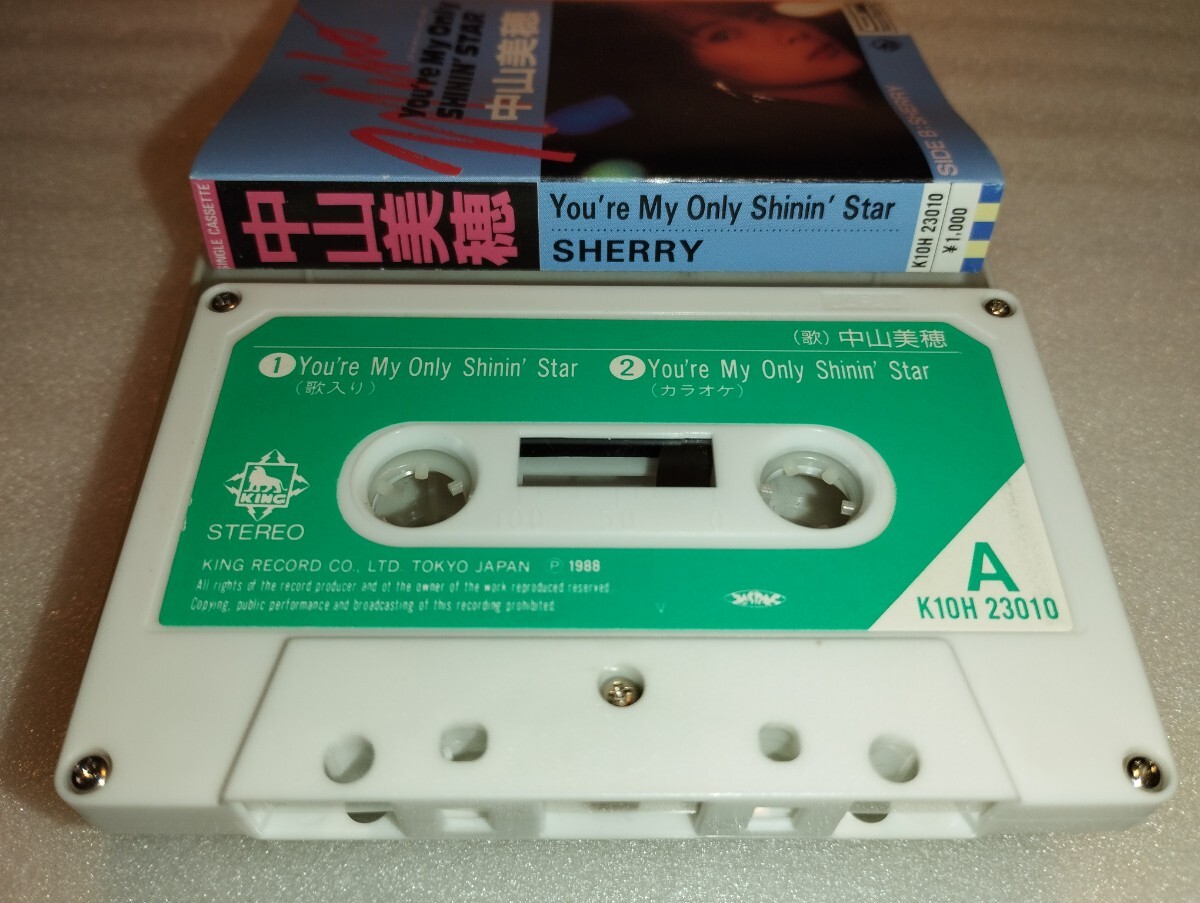 Miho
You're My Only
SHININ' STAR
中山美穂
SIDE B: SHERRY
SINGLE CASSETTE
中山美穂
You're My Only Shinin' Star
SHERRY
K10H 23010
¥1,000
(歌) 中山美穂
1 You're My Only Shinin' Star
(歌入り)
2 You're My Only Shinin' Star
(カラオケ)
KING
STEREO
KING RECORD CO., LTD. TOKYO JAPAN Ⓟ 1988
All rights of the record producer and of the owner of the work reproduced reserved.
Copying, public performance and broadcasting of this recording prohibited.
A
K10H 23010